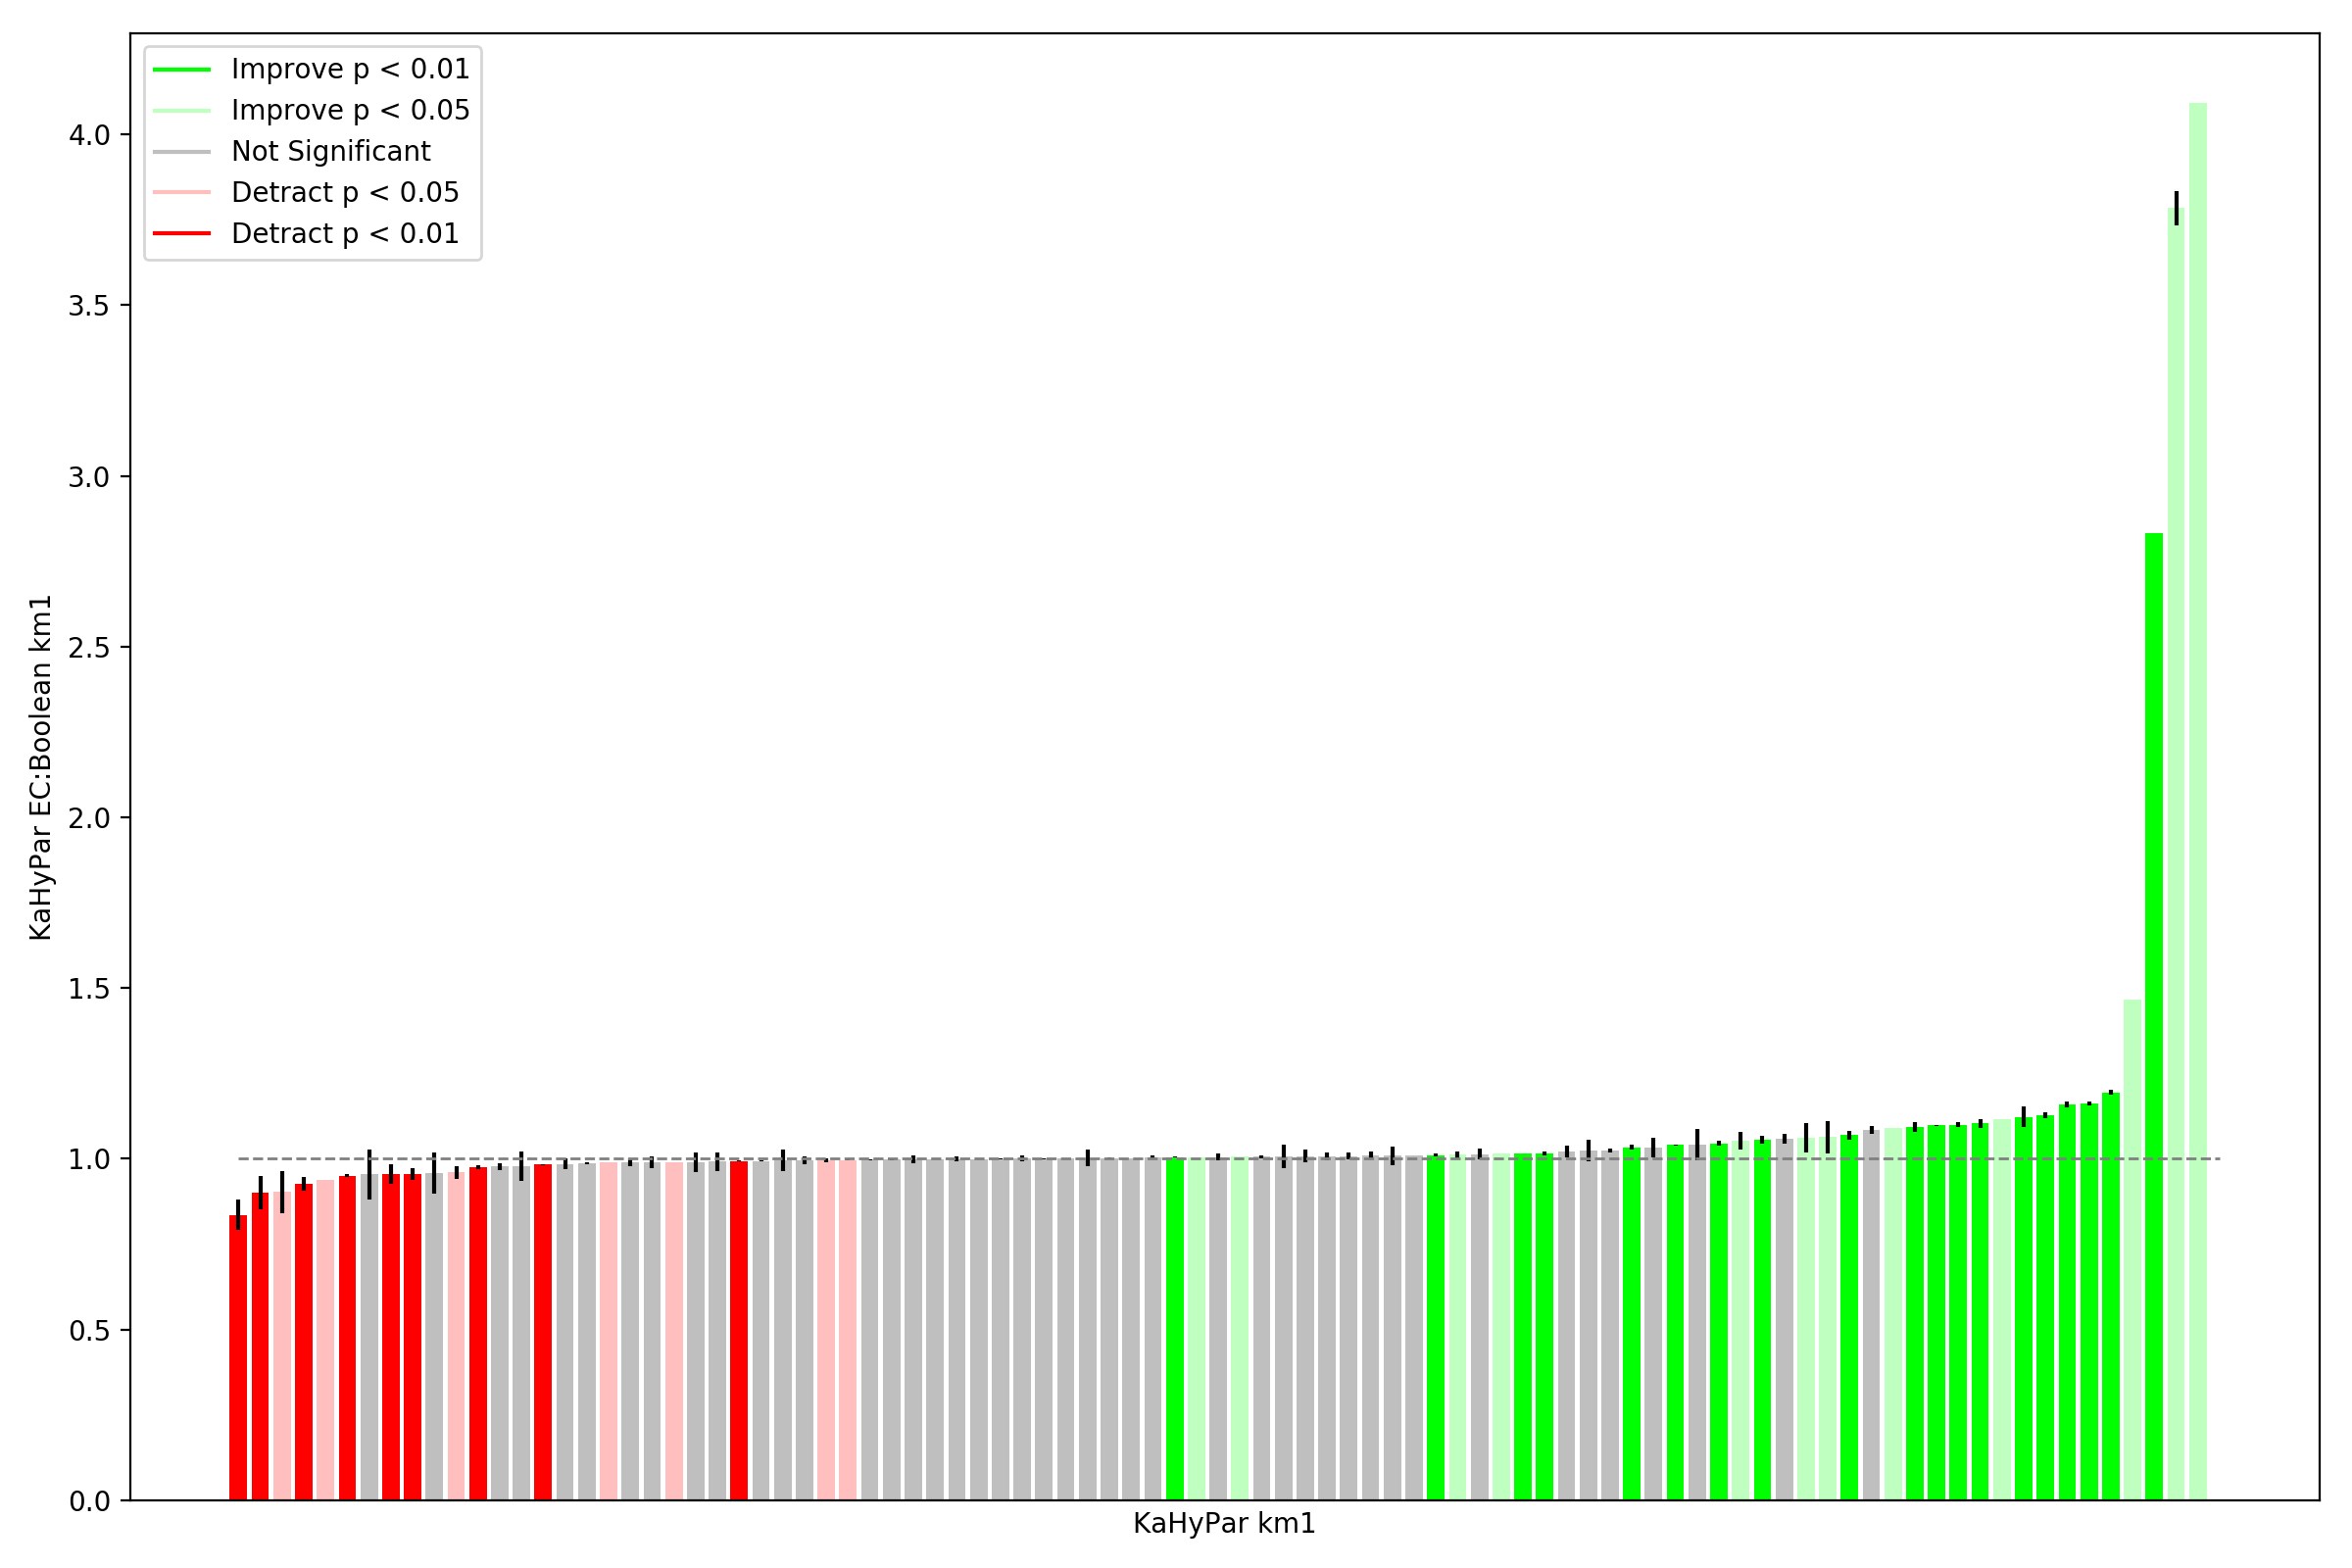 Improve p < 0.01
Improve p < 0.05
Not Significant
Detract p < 0.05
Detract p < 0.01
4.0
3.5
3.0
2.5
2.0
1.5
1.0
0.5
0.0
KaHyPar EC:Boolean km1
KaHyPar km1